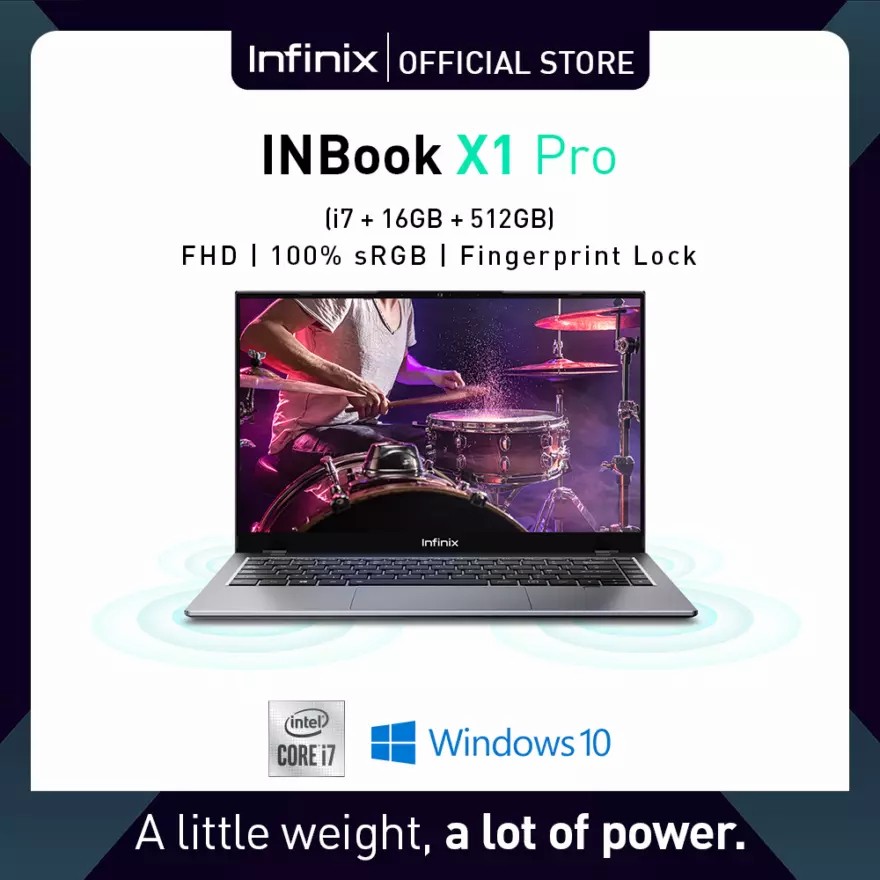 Infinix | OFFICIAL STORE
INBook X1 Pro
(i7 + 16GB + 512GB)
FHD | 100% sRGB | Fingerprint Lock
Infinix
intel®
CORE™ i7
Windows 10
A little weight, a lot of power.